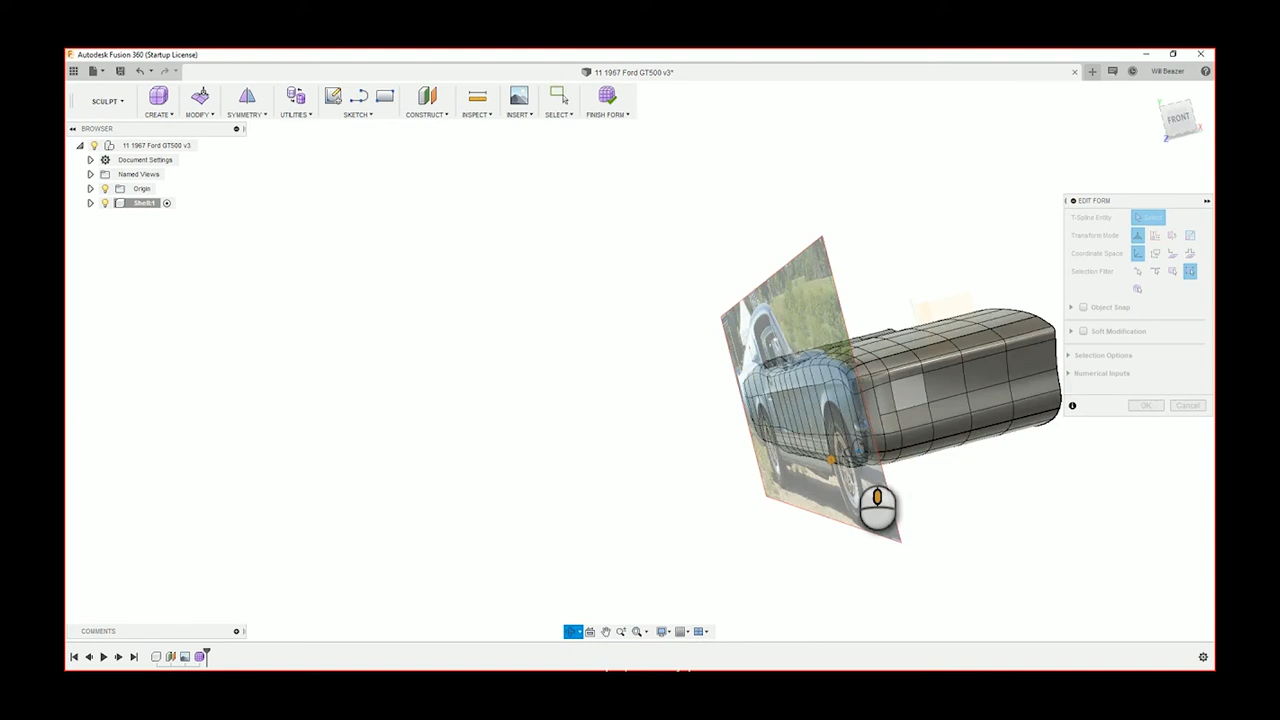 Autodesk Fusion 360 (Startup License)
11 1967 Ford GT500 v3*
Will Beazer
SCULPT
CREATE
MODIFY
SYMMETRY
UTILITIES
SKETCH
CONSTRUCT
INSPECT
INSERT
SELECT
FINISH FORM
BROWSER
11 1967 Ford GT500 v3
Document Settings
Named Views
Origin
Shell:1
FRONT
EDIT FORM
T-Spline Entity
Select
Transform Mode
Coordinate Space
Selection Filter
Object Snap
Soft Modification
Selection Options
Numerical Inputs
OK
Cancel
COMMENTS